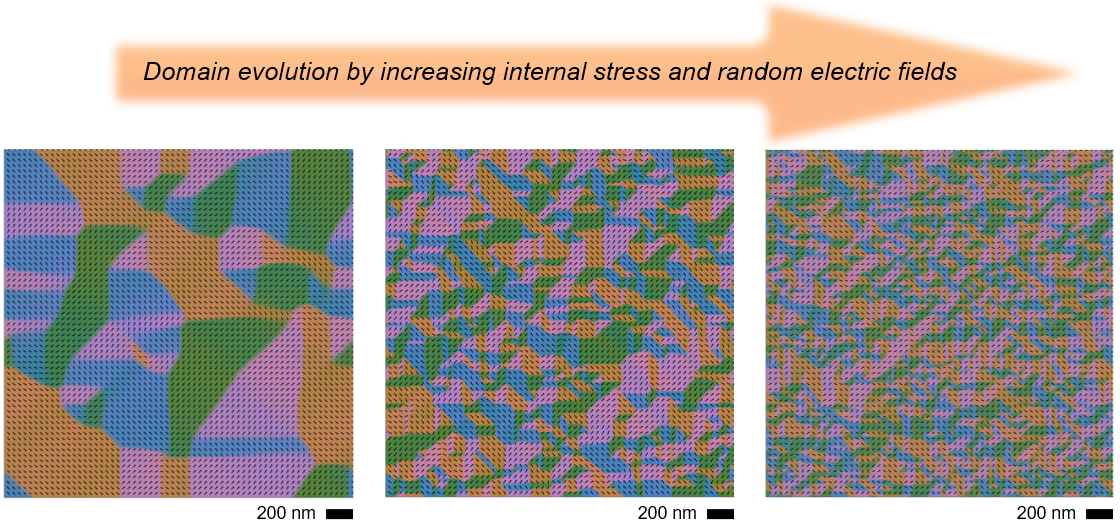 Domain evolution by increasing internal stress and random electric fields
200 nm
200 nm
200 nm